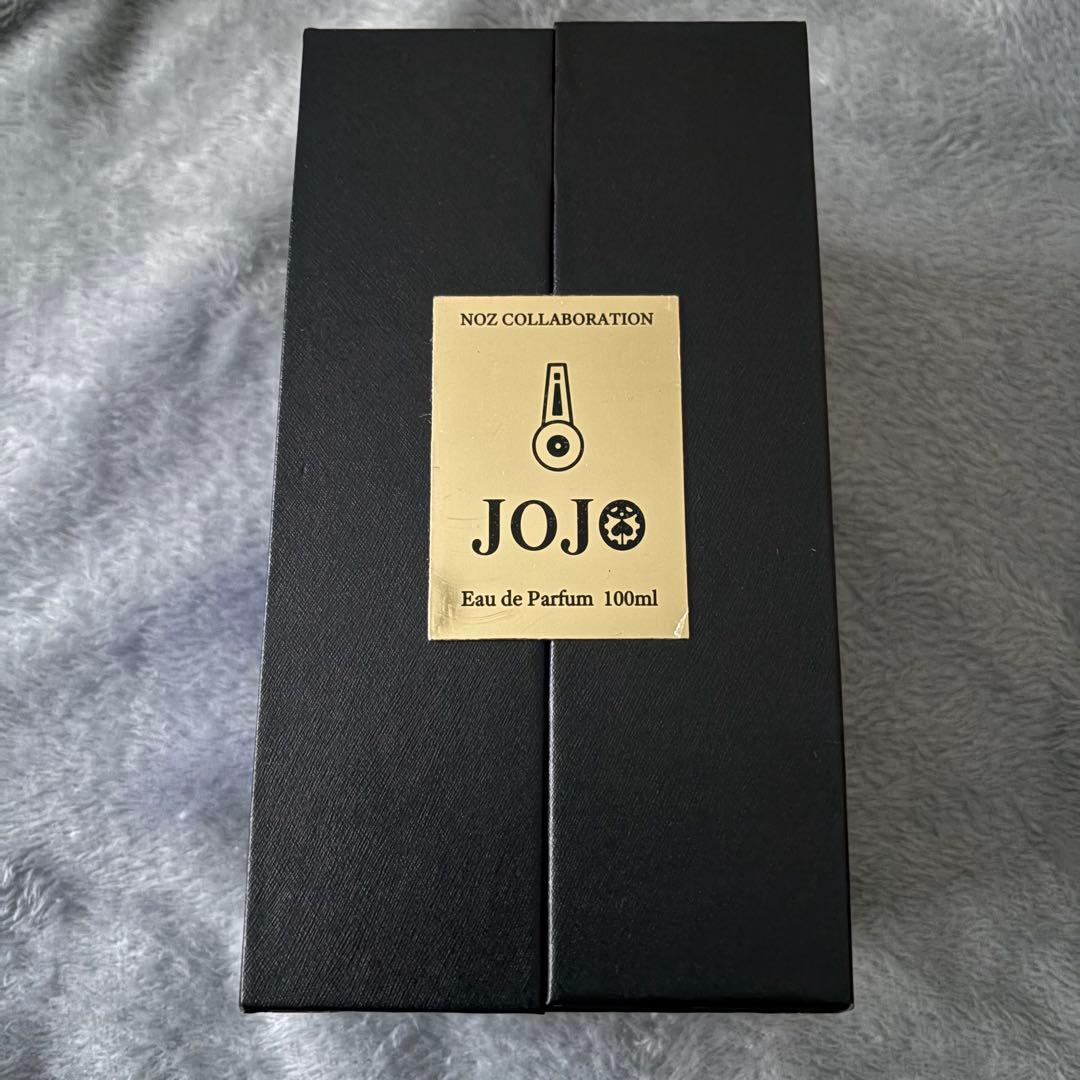 NOZ COLLABORATION
JOJO
Eau de Parfum 100ml